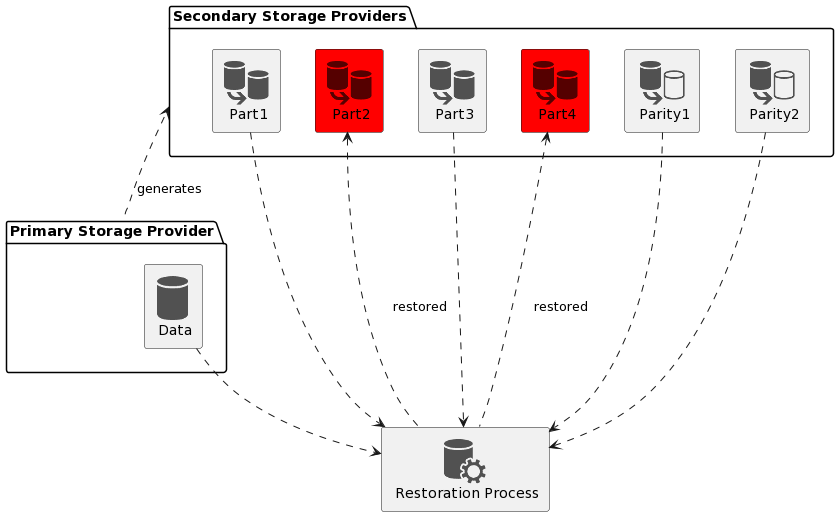 Secondary Storage Providers
Part1
Part2
Part3
Part4
Parity1
Parity2
generates
Primary Storage Provider
Data
restored
restored
Restoration Process